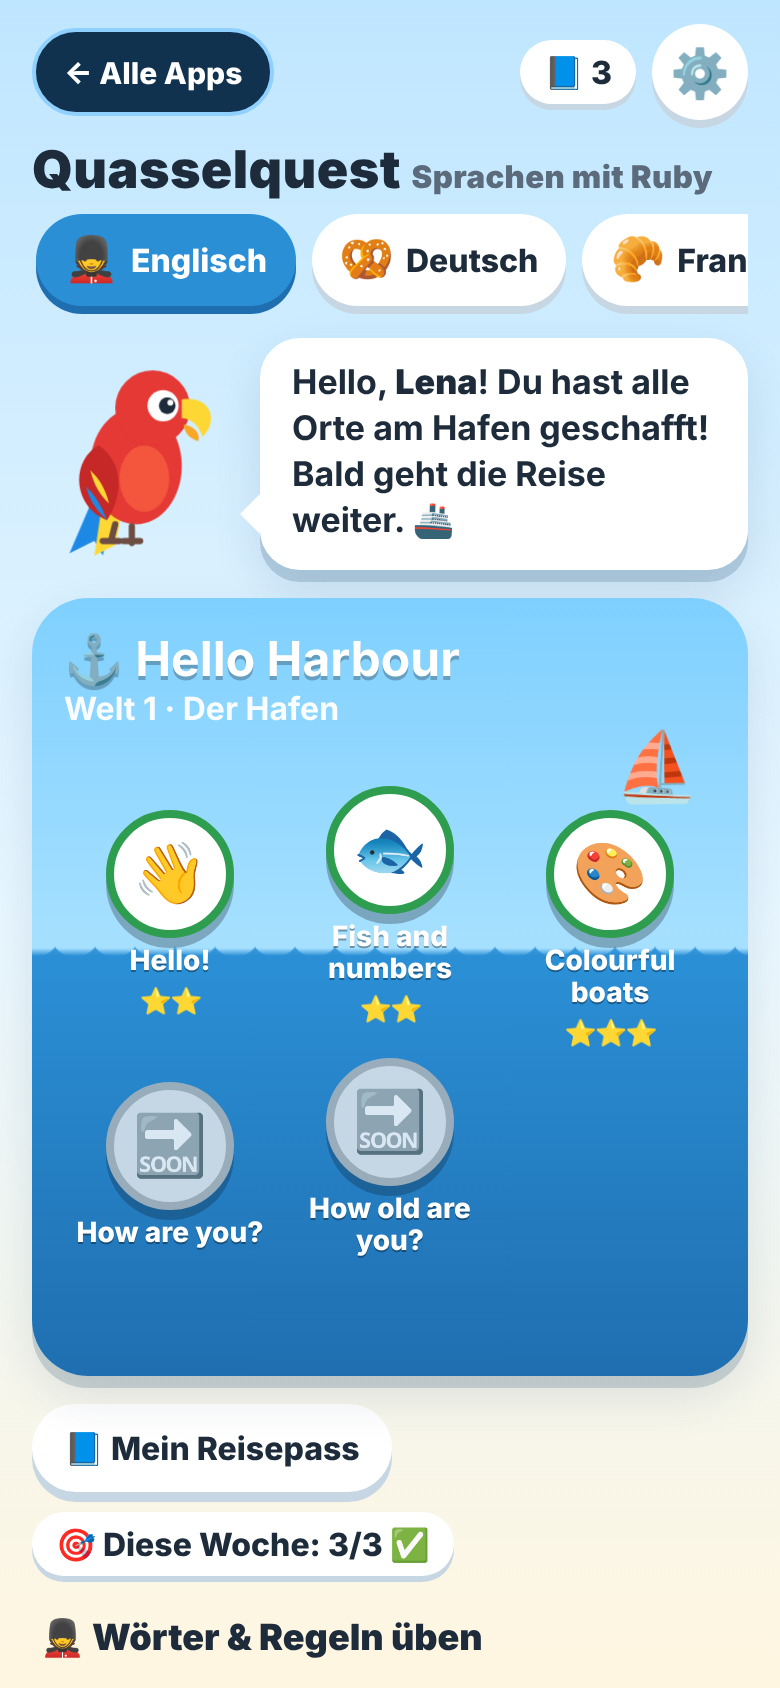 ← Alle Apps
3
Quasselquest Sprachen mit Ruby
Englisch
Deutsch
Fran
Hello, Lena! Du hast alle
Orte am Hafen geschafft!
Bald geht die Reise
weiter.
Hello Harbour
Welt 1 · Der Hafen
Hello!
Fish and
numbers
Colourful
boats
SOON
How are you?
SOON
How old are
you?
Mein Reisepass
Diese Woche: 3/3
Wörter & Regeln üben